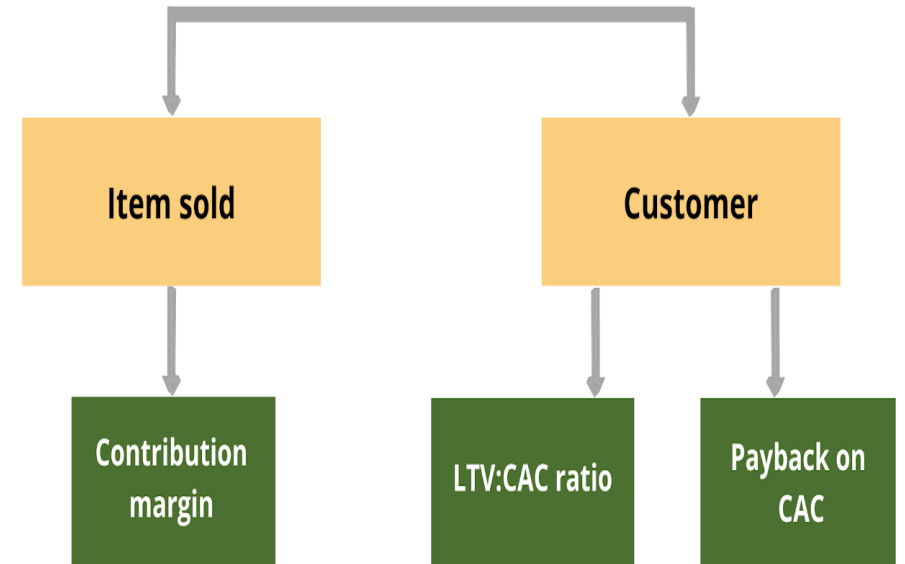 Item sold
Customer
Contribution
margin
LTV:CAC ratio
Payback on
CAC